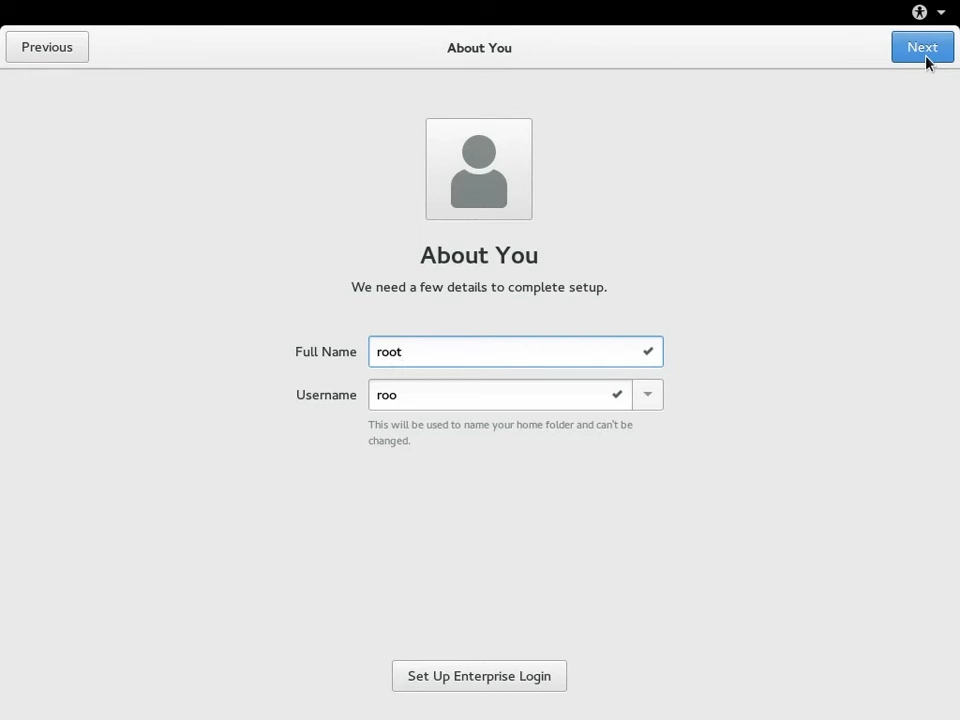 Previous
About You
Next
About You
We need a few details to complete setup.
Full Name
root
Username
roo
This will be used to name your home folder and can't be
changed.
Set Up Enterprise Login